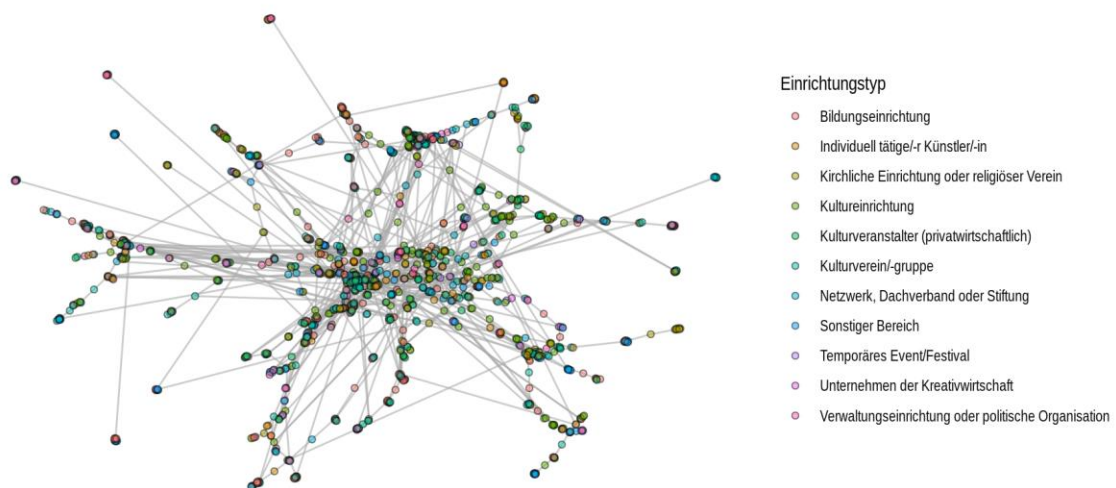 Einrichtungstyp
Bildungseinrichtung
Individuell tätige/-r Künstler/-in
Kirchliche Einrichtung oder religiöser Verein
Kultureinrichtung
Kulturveranstalter (privatwirtschaftlich)
Kulturverein/-gruppe
Netzwerk, Dachverband oder Stiftung
Sonstiger Bereich
Temporäres Event/Festival
Unternehmen der Kreativwirtschaft
Verwaltungseinrichtung oder politische Organisation